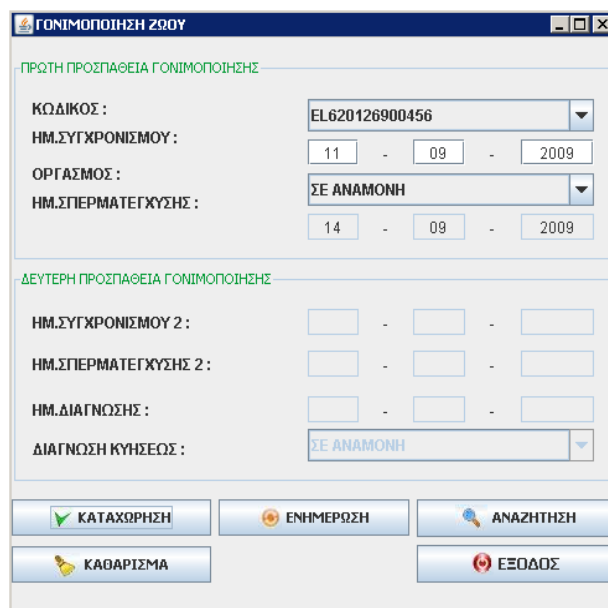 ΓΟΝΙΜΟΠΟΙΗΣΗ ΖΩΟΥ
ΠΡΩΤΗ ΠΡΟΣΠΑΘΕΙΑ ΓΟΝΙΜΟΠΟΙΗΣΗΣ
ΚΩΔΙΚΟΣ : EL620126900456
ΗΜ.ΣΥΓΧΡΟΝΙΣΜΟΥ : 11 - 09 - 2009
ΟΡΓΑΣΜΟΣ : ΣΕ ΑΝΑΜΟΝΗ
ΗΜ.ΣΠΕΡΜΑΤΕΓΧΥΣΗΣ : 14 - 09 - 2009
ΔΕΥΤΕΡΗ ΠΡΟΣΠΑΘΕΙΑ ΓΟΝΙΜΟΠΟΙΗΣΗΣ
ΗΜ.ΣΥΓΧΡΟΝΙΣΜΟΥ 2 : - -
ΗΜ.ΣΠΕΡΜΑΤΕΓΧΥΣΗΣ 2 : - -
ΗΜ.ΔΙΑΓΝΩΣΗΣ : - -
ΔΙΑΓΝΩΣΗ ΚΥΗΣΕΩΣ : ΣΕ ΑΝΑΜΟΝΗ
ΚΑΤΑΧΩΡΗΣΗ ΕΝΗΜΕΡΩΣΗ ΑΝΑΖΗΤΗΣΗ
ΚΑΘΑΡΙΣΜΑ ΕΞΟΔΟΣ